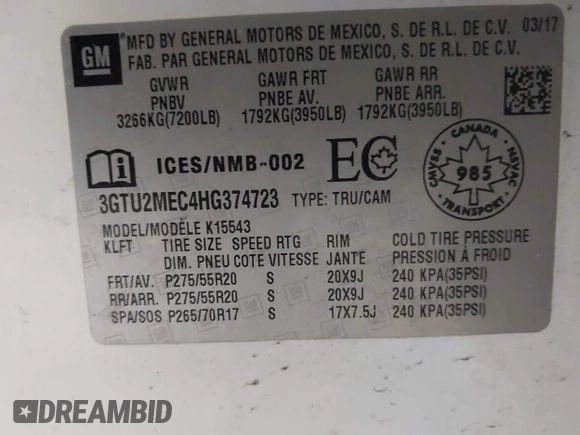 GM
MFD BY GENERAL MOTORS DE MEXICO, S. DE R.L. DE C.V. 03/17
FAB. PAR GENERAL MOTORS DE MEXICO, S. DE R.L. DE C.V.
GVWR GAWR FRT GAWR RR
PNBV PNBE AV. PNBE ARR.
3266KG(7200LB) 1792KG(3950LB) 1792KG(3950LB)
i ICES/NMB-002 EC
CANADA CMVSS 985 NSVAC TRANSPORT
3GTU2MEC4HG374723 TYPE: TRU/CAM
MODEL/MODÈLE K15543
KLFT TIRE SIZE SPEED RTG RIM COLD TIRE PRESSURE
DIM. PNEU COTE VITESSE JANTE PRESSION À FROID
FRT/AV. P275/55R20 S 20X9J 240 KPA(35PSI)
RR/ARR. P275/55R20 S 20X9J 240 KPA(35PSI)
SPA/SOS P265/70R17 S 17X7.5J 240 KPA(35PSI)
DREAMBID